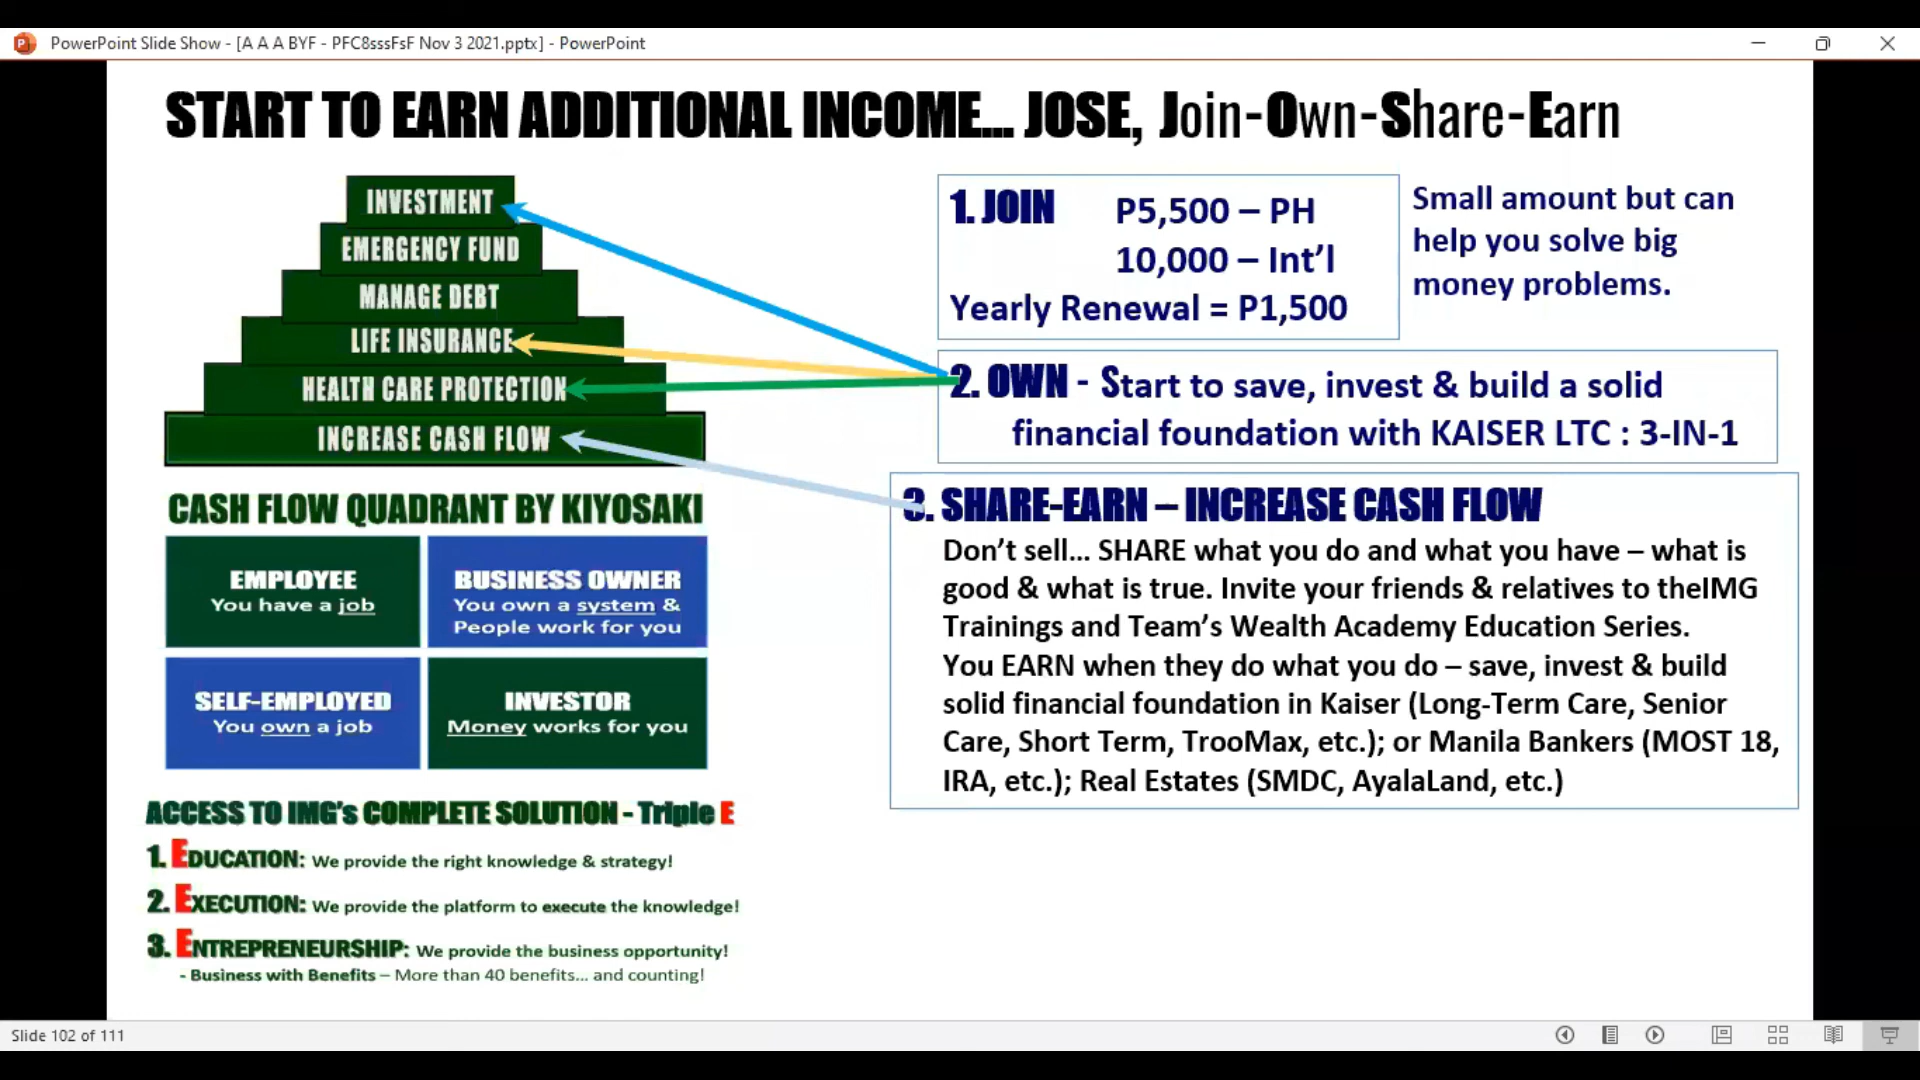 PowerPoint Slide Show - [A A A BYF - PFC8sssFsF Nov 3 2021.pptx] - PowerPoint
START TO EARN ADDITIONAL INCOME... JOSE, Join-Own-Share-Earn
INVESTMENT
EMERGENCY FUND
MANAGE DEBT
LIFE INSURANCE
HEALTH CARE PROTECTION
INCREASE CASH FLOW
CASH FLOW QUADRANT BY KIYOSAKI
EMPLOYEE
You have a job
BUSINESS OWNER
You own a system &
People work for you
SELF-EMPLOYED
You own a job
INVESTOR
Money works for you
ACCESS TO IMG's COMPLETE SOLUTION - Triple E
1. EDUCATION: We provide the right knowledge & strategy!
2. EXECUTION: We provide the platform to execute the knowledge!
3. ENTREPRENEURSHIP: We provide the business opportunity!
- Business with Benefits – More than 40 benefits... and counting!
1. JOIN P5,500 – PH
10,000 – Int'l
Yearly Renewal = P1,500
Small amount but can
help you solve big
money problems.
2. OWN - Start to save, invest & build a solid
financial foundation with KAISER LTC : 3-IN-1
3. SHARE-EARN – INCREASE CASH FLOW
Don't sell... SHARE what you do and what you have – what is
good & what is true. Invite your friends & relatives to theIMG
Trainings and Team's Wealth Academy Education Series.
You EARN when they do what you do – save, invest & build
solid financial foundation in Kaiser (Long-Term Care, Senior
Care, Short Term, TrooMax, etc.); or Manila Bankers (MOST 18,
IRA, etc.); Real Estates (SMDC, AyalaLand, etc.)
Slide 102 of 111